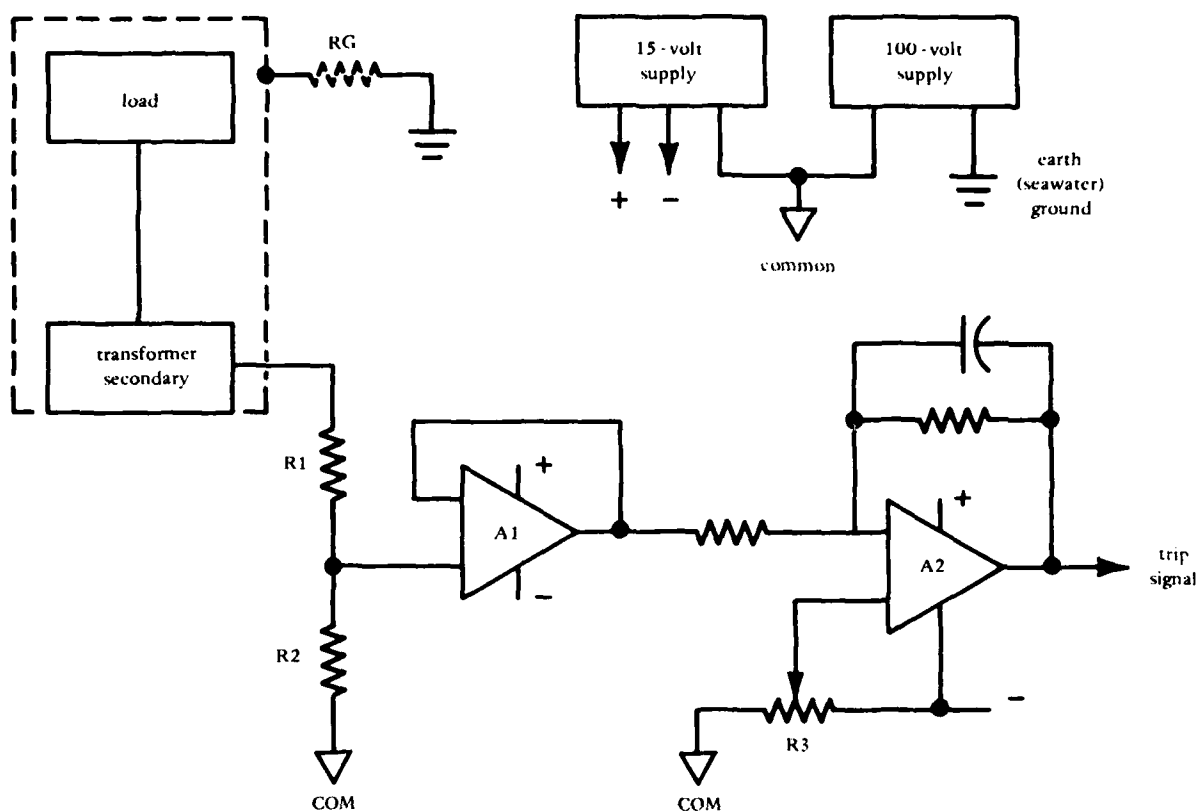 RG
load
15-volt
supply
100-volt
supply
+
-
earth
(seawater)
ground
common
transformer
secondary
R1
+
A1
-
+
A2
trip
signal
R2
-
R3
COM
COM